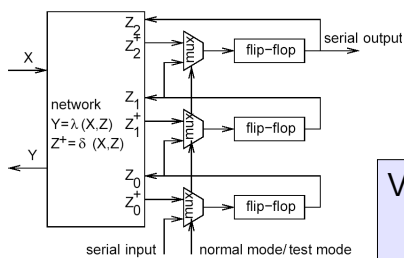 Z₂
Z₂⁺
mux
flip−flop
serial output
X
network
Y=λ(X,Z)
Z⁺=δ (X,Z)
Z₁
Z₁⁺
mux
flip−flop
Y
Z₀
Z₀⁺
mux
flip−flop
serial input
normal mode/ test mode
V